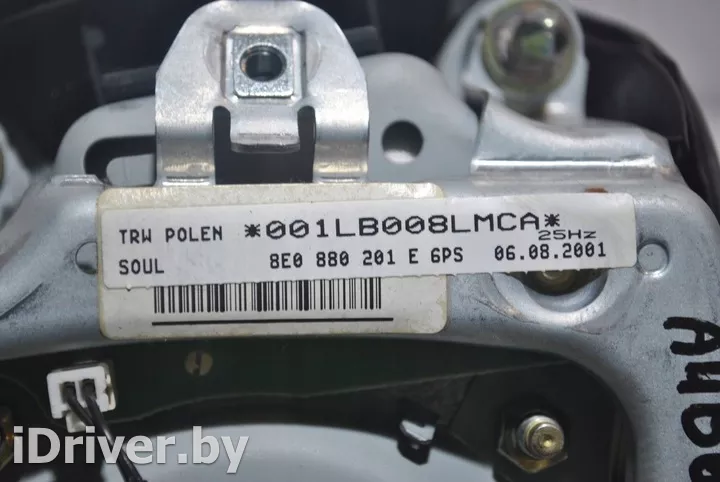 TRW POLEN *001LB008LMCA*
25Hz
SOUL 8E0 880 201 E 6PS 06.08.2001
iDriver.by